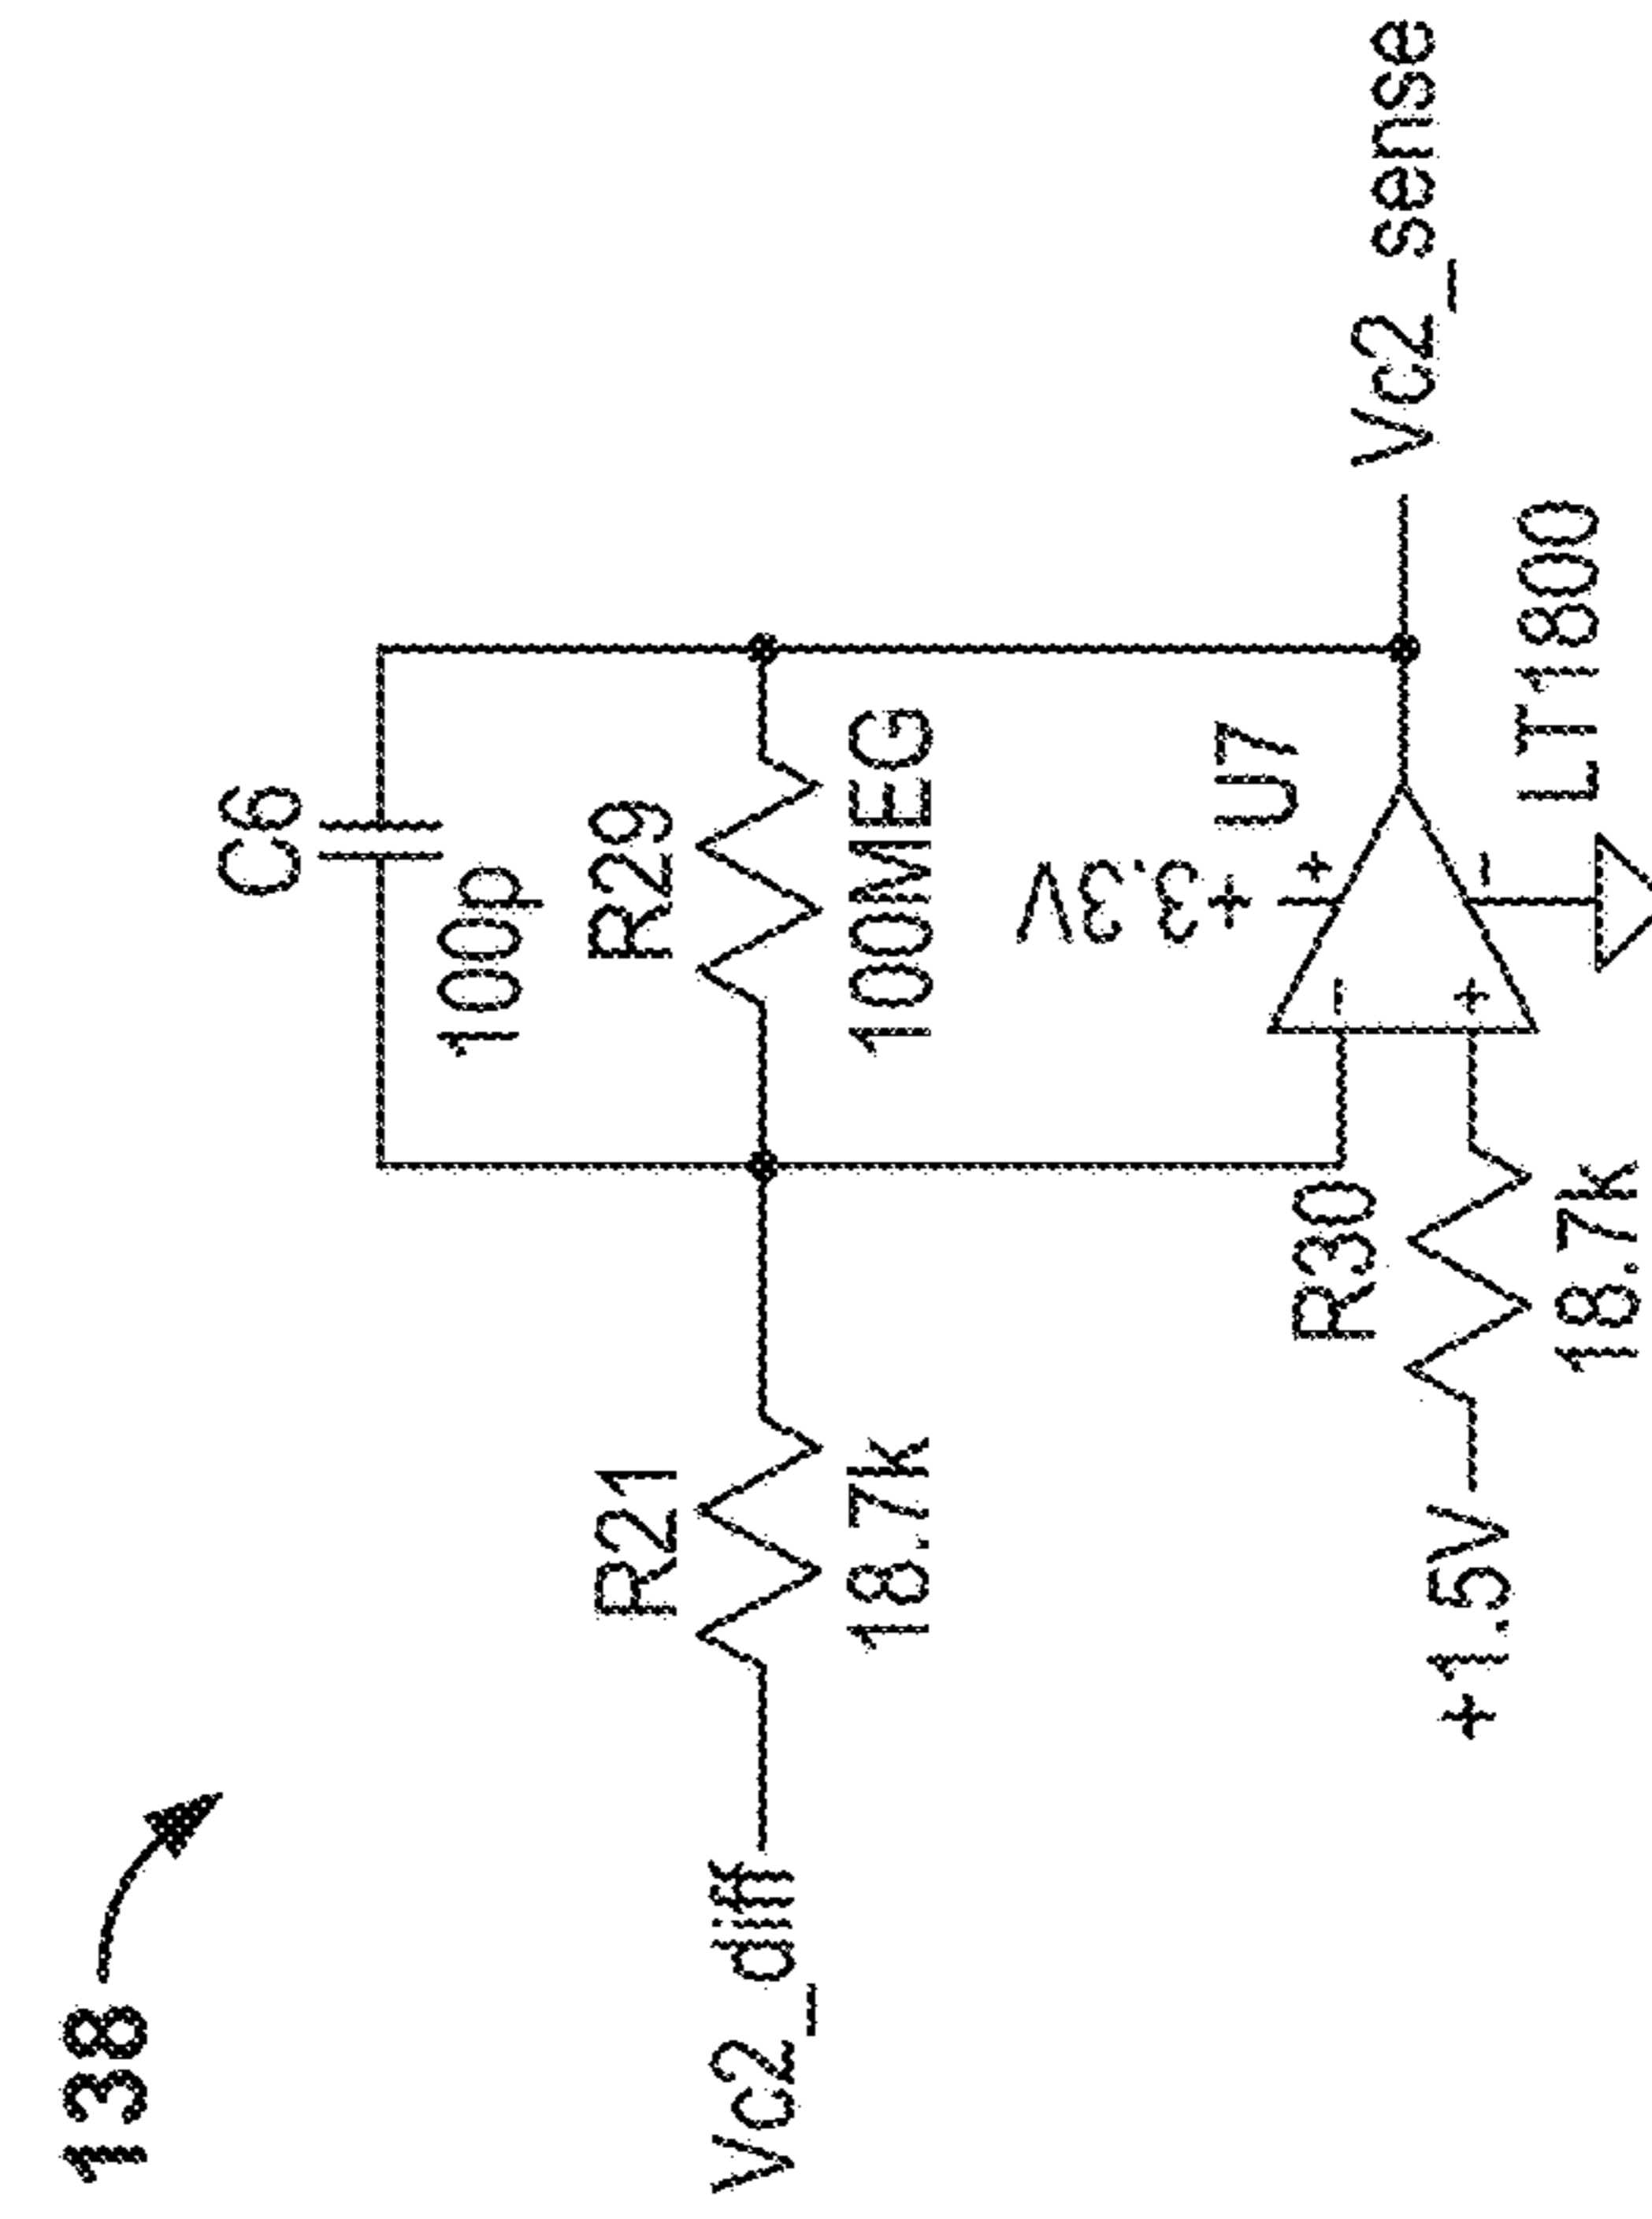 138
C6
100p
R29
100MEG
R21
18.7k
Vc2_diff
+3.3V
U7
+
-
-
+
LT1800
Vc2_sense
R30
18.7k
+1.5V